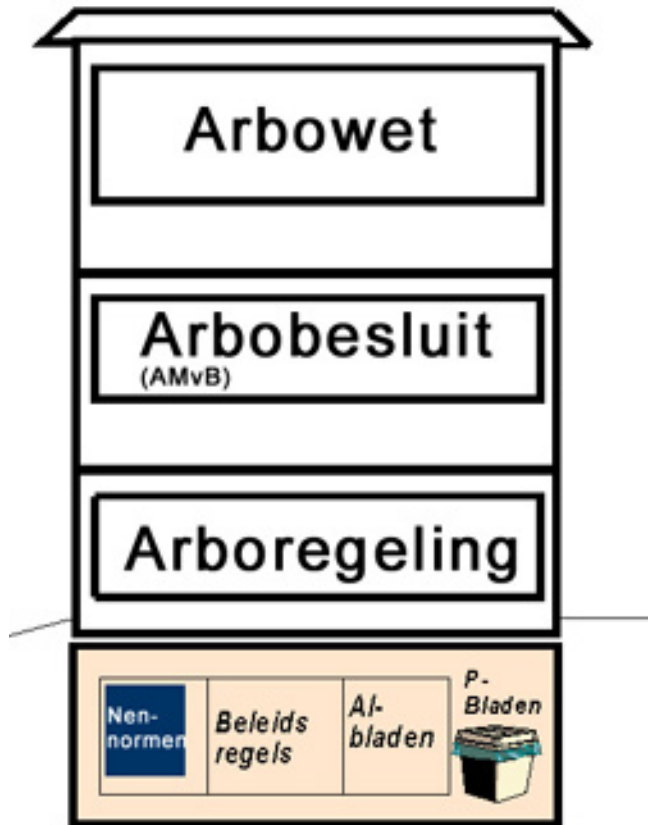 Arbowet
Arbobesluit
(AMvB)
Arboregeling
Nen-
normen
Beleids
regels
AI-
bladen
P-
Bladen